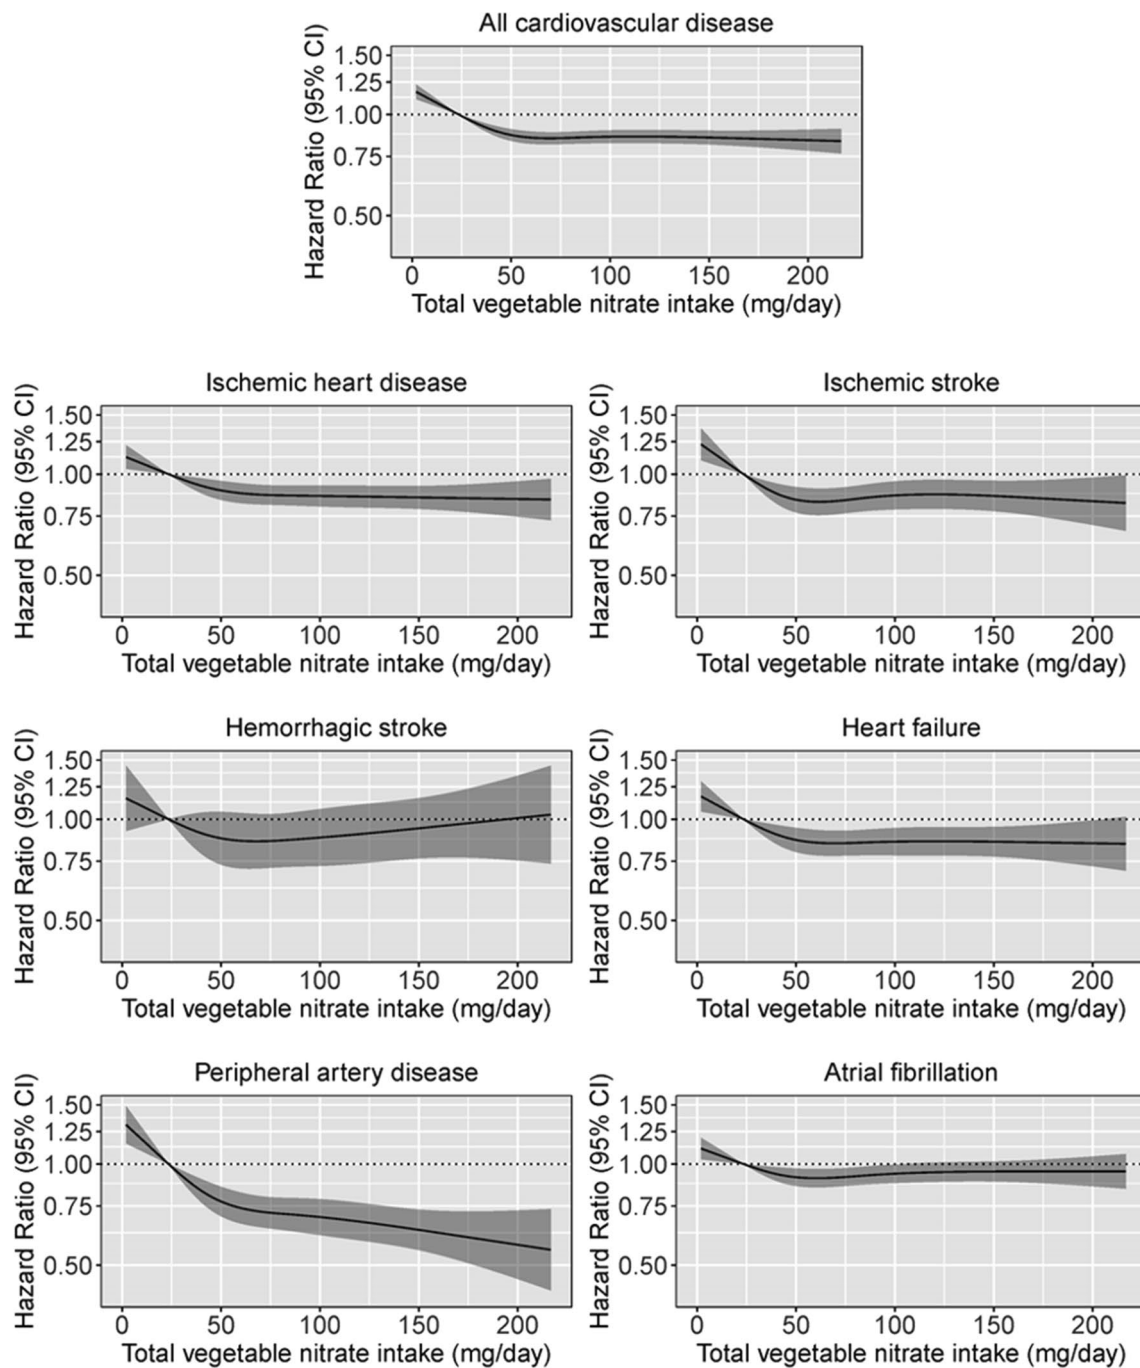 All cardiovascular disease
Hazard Ratio (95% CI)
1.50
1.25
1.00
0.75
0.50
0 50 100 150 200
Total vegetable nitrate intake (mg/day)
Ischemic heart disease
Hazard Ratio (95% CI)
1.50
1.25
1.00
0.75
0.50
0 50 100 150 200
Total vegetable nitrate intake (mg/day)
Ischemic stroke
Hazard Ratio (95% CI)
1.50
1.25
1.00
0.75
0.50
0 50 100 150 200
Total vegetable nitrate intake (mg/day)
Hemorrhagic stroke
Hazard Ratio (95% CI)
1.50
1.25
1.00
0.75
0.50
0 50 100 150 200
Total vegetable nitrate intake (mg/day)
Heart failure
Hazard Ratio (95% CI)
1.50
1.25
1.00
0.75
0.50
0 50 100 150 200
Total vegetable nitrate intake (mg/day)
Peripheral artery disease
Hazard Ratio (95% CI)
1.50
1.25
1.00
0.75
0.50
0 50 100 150 200
Total vegetable nitrate intake (mg/day)
Atrial fibrillation
Hazard Ratio (95% CI)
1.50
1.25
1.00
0.75
0.50
0 50 100 150 200
Total vegetable nitrate intake (mg/day)